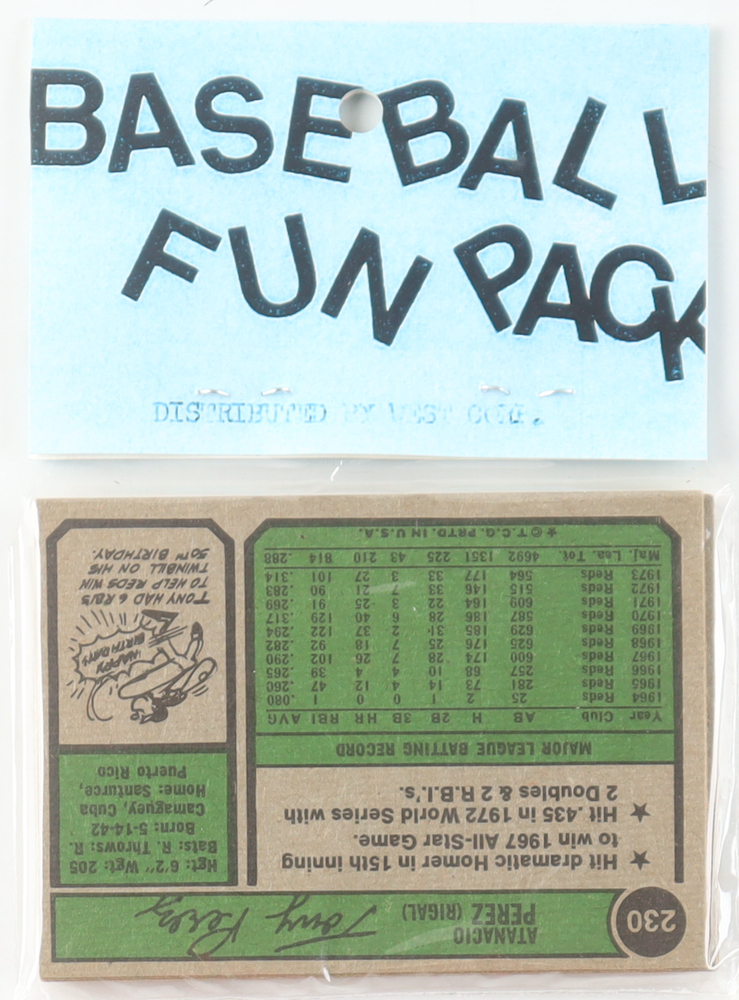 BASEBALL
FUN PACK
DISTRIBUTED BY WEST CORP.
230
ATANACIO
PEREZ (RIGAL)
Tony Perez
★ Hit dramatic Homer in 15th inning
to win 1967 All-Star Game.
★ Hit .435 in 1972 World Series with
2 Doubles & 2 R.B.I.'s.
MAJOR LEAGUE BATTING RECORD
Year Club AB H 2B 3B HR RBI AVG
1964 Reds 25 2 1 0 0 1 .080
1965 Reds 281 73 14 4 12 47 .260
1966 Reds 257 68 10 4 4 39 .265
1967 Reds 600 174 28 7 26 102 .290
1968 Reds 625 176 25 7 18 92 .282
1969 Reds 629 185 31 2 37 122 .294
1970 Reds 587 186 28 6 40 129 .317
1971 Reds 609 164 22 3 25 91 .269
1972 Reds 515 146 33 7 21 90 .283
1973 Reds 564 177 33 3 27 101 .314
Maj. Lea. Tot. 4692 1351 225 43 210 814 .288
★ © T.C.G. PRTD. IN U.S.A.
Hgt: 6'2" Wgt: 205
Bats: R. Throws: R.
Born: 5-14-42
Camaguey, Cuba
Home: Santurce,
Puerto Rico
HAPPY
BIRTHDAY!
TONY HAD 6 RBI'S
TO HELP REDS WIN
TWINBILL ON HIS
30TH BIRTHDAY.